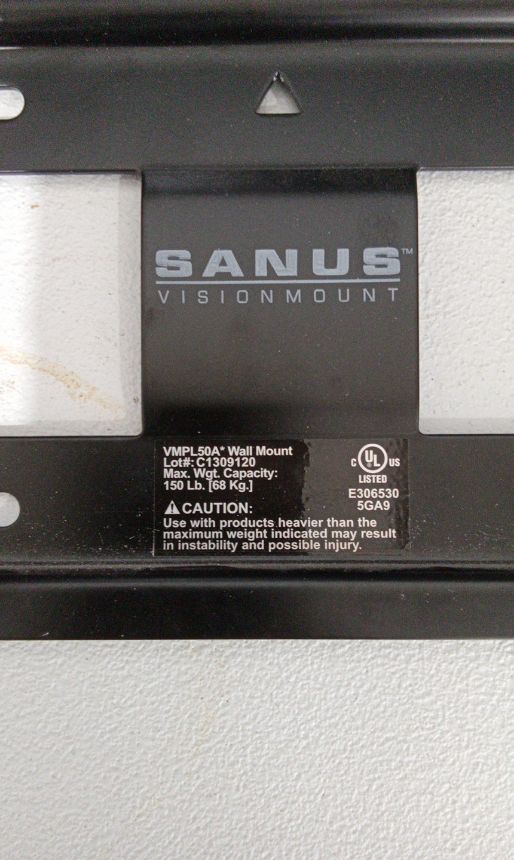 SANUS™
VISIONMOUNT
VMPL50A* Wall Mount
Lot#: C1309120
Max. Wgt. Capacity:
150 Lb. [68 Kg.]
C UL US
LISTED
E306530
5GA9
⚠CAUTION:
Use with products heavier than the
maximum weight indicated may result
in instability and possible injury.